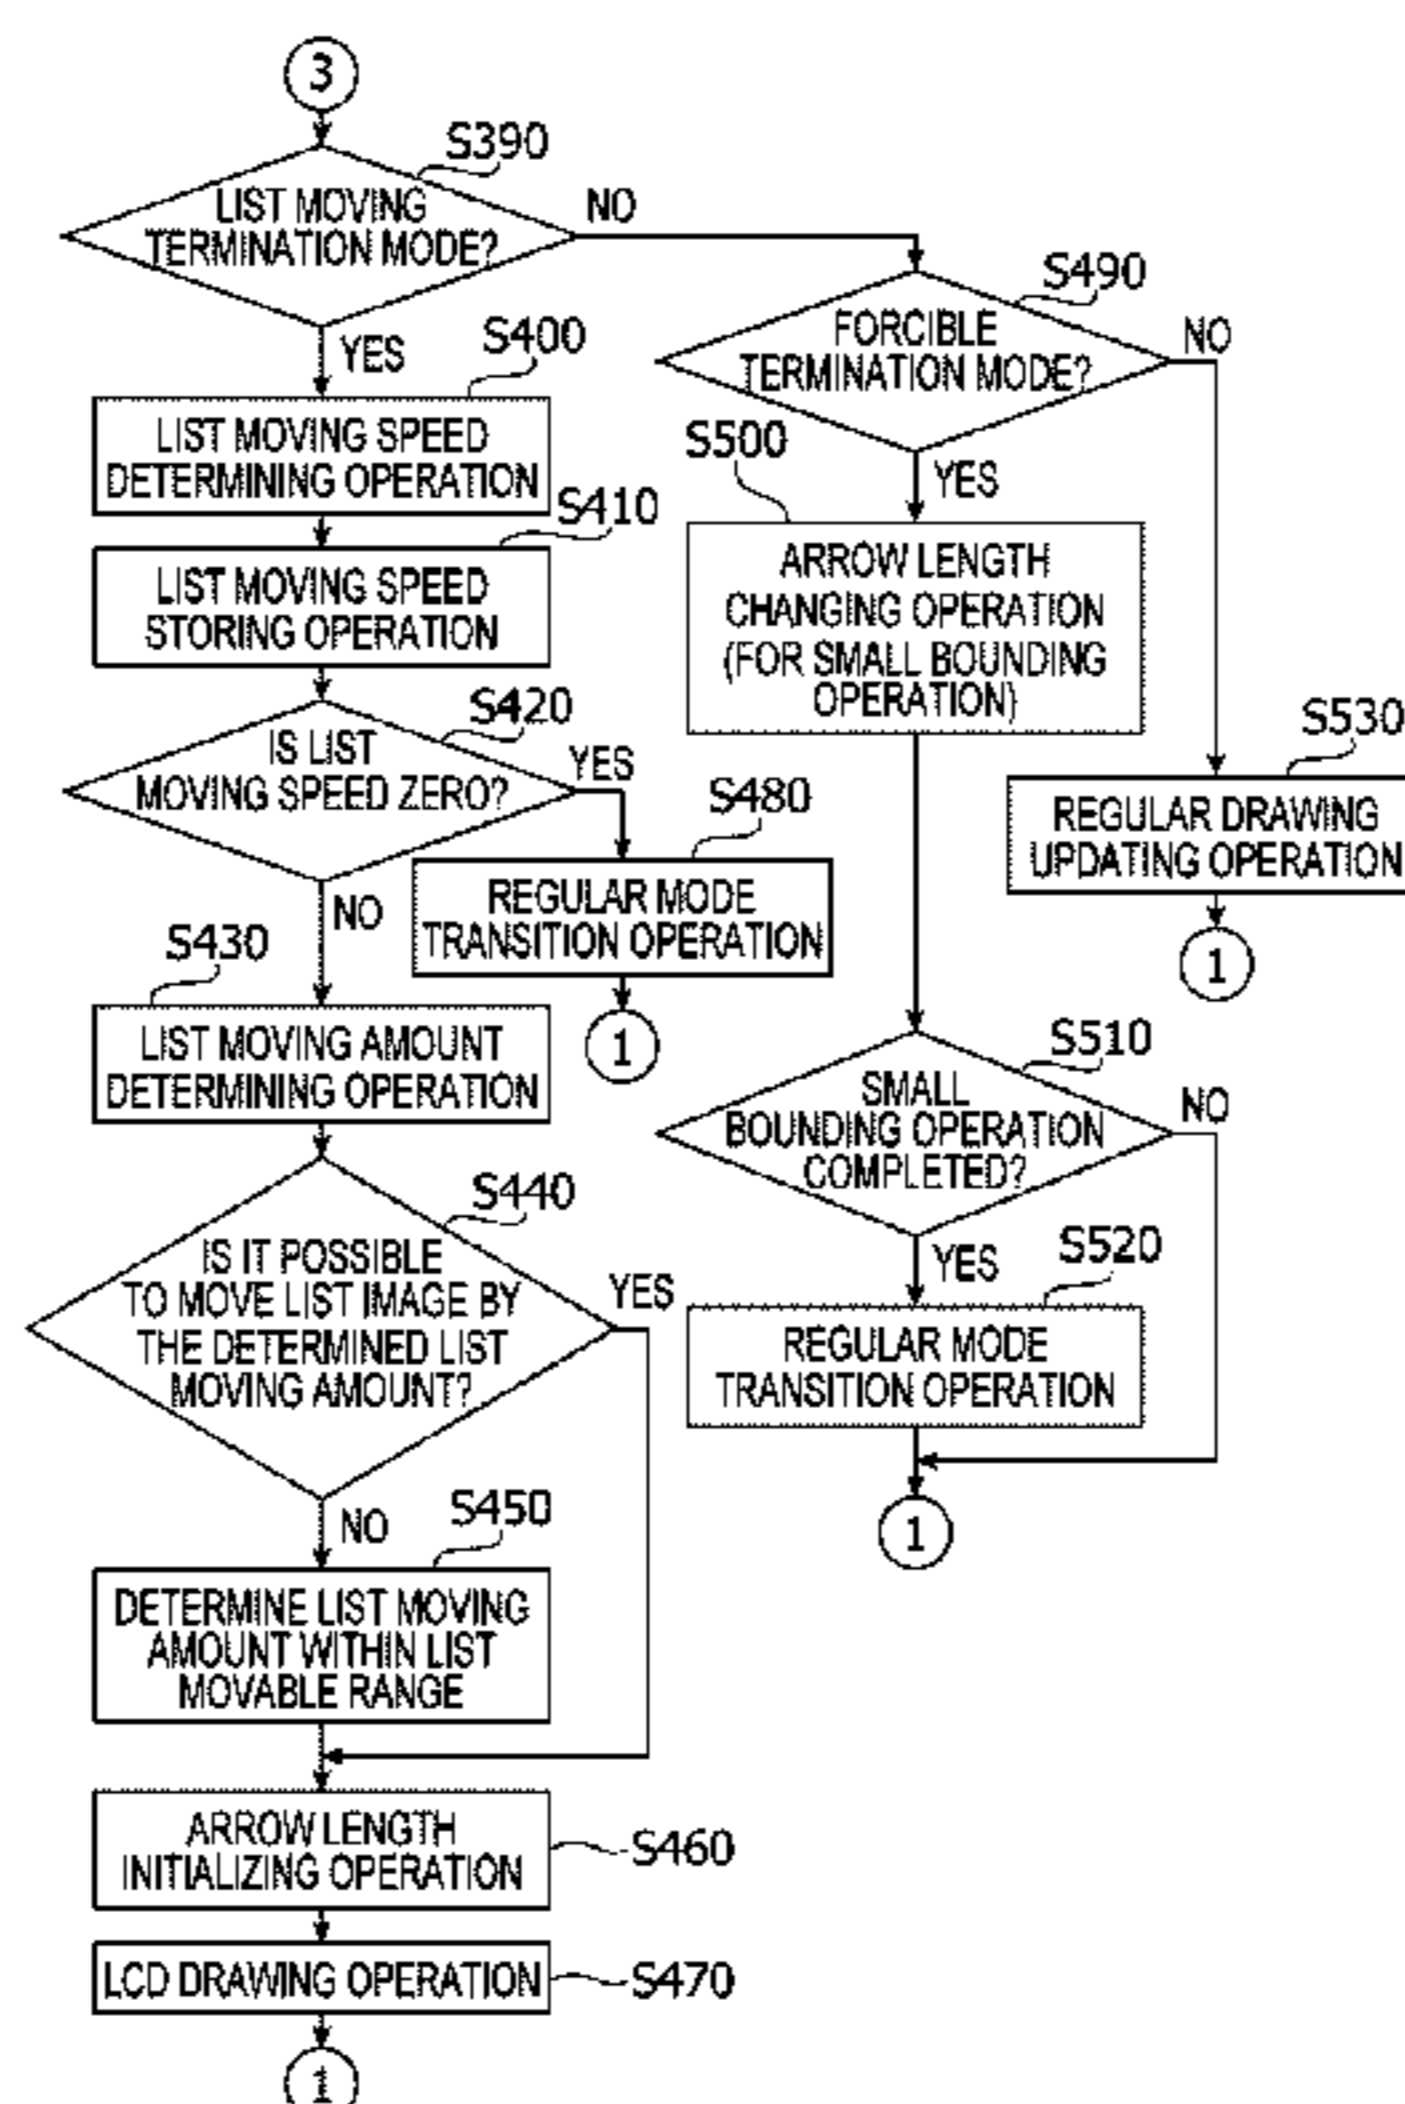 3
S390
LIST MOVING
TERMINATION MODE?
NO
YES
S400
LIST MOVING SPEED
DETERMINING OPERATION
S410
LIST MOVING SPEED
STORING OPERATION
S420
IS LIST
MOVING SPEED ZERO?
YES
NO
S480
REGULAR MODE
TRANSITION OPERATION
1
S430
LIST MOVING AMOUNT
DETERMINING OPERATION
S440
IS IT POSSIBLE
TO MOVE LIST IMAGE BY
THE DETERMINED LIST
MOVING AMOUNT?
YES
NO
S450
DETERMINE LIST MOVING
AMOUNT WITHIN LIST
MOVABLE RANGE
ARROW LENGTH
INITIALIZING OPERATION
S460
LCD DRAWING OPERATION
S470
1
S490
FORCIBLE
TERMINATION MODE?
NO
YES
S500
ARROW LENGTH
CHANGING OPERATION
(FOR SMALL BOUNDING
OPERATION)
S530
REGULAR DRAWING
UPDATING OPERATION
1
S510
SMALL
BOUNDING OPERATION
COMPLETED?
NO
YES
S520
REGULAR MODE
TRANSITION OPERATION
1